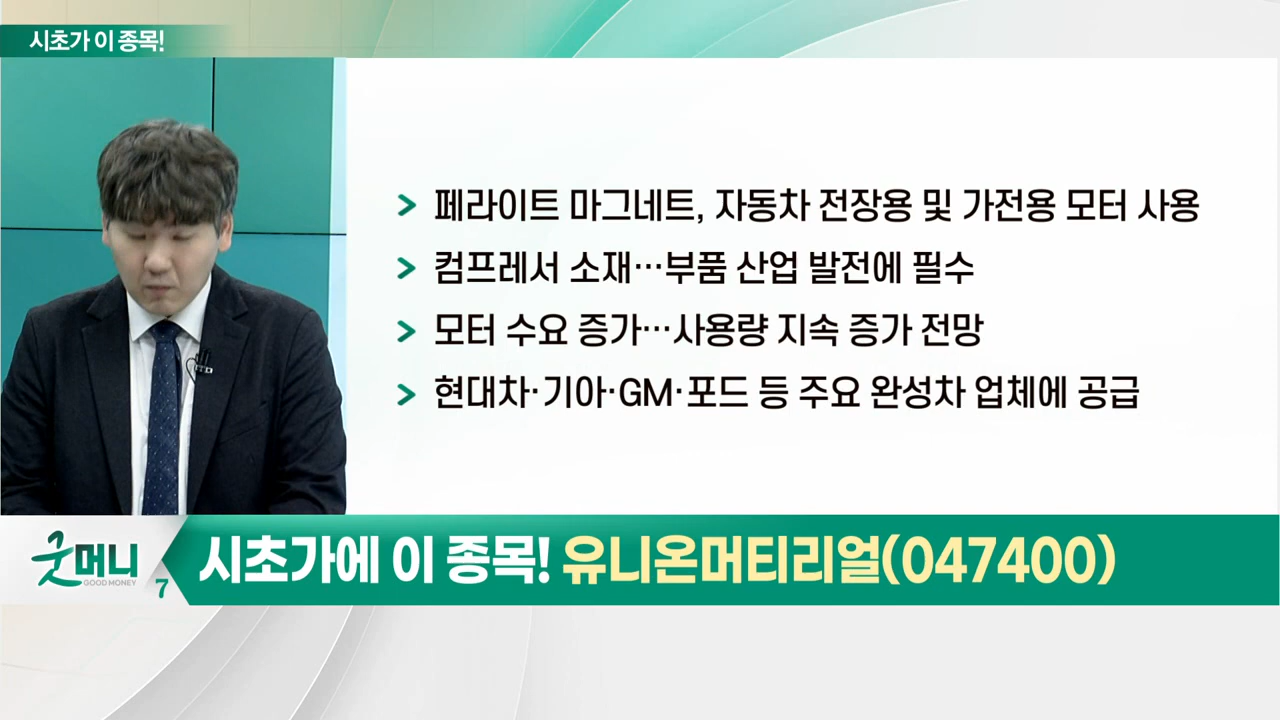 시초가 이 종목!
> 페라이트 마그네트, 자동차 전장용 및 가전용 모터 사용
> 컴프레서 소재…부품 산업 발전에 필수
> 모터 수요 증가…사용량 지속 증가 전망
> 현대차·기아·GM·포드 등 주요 완성차 업체에 공급
굿머니
GOOD MONEY
7
시초가에 이 종목! 유니온머티리얼(047400)